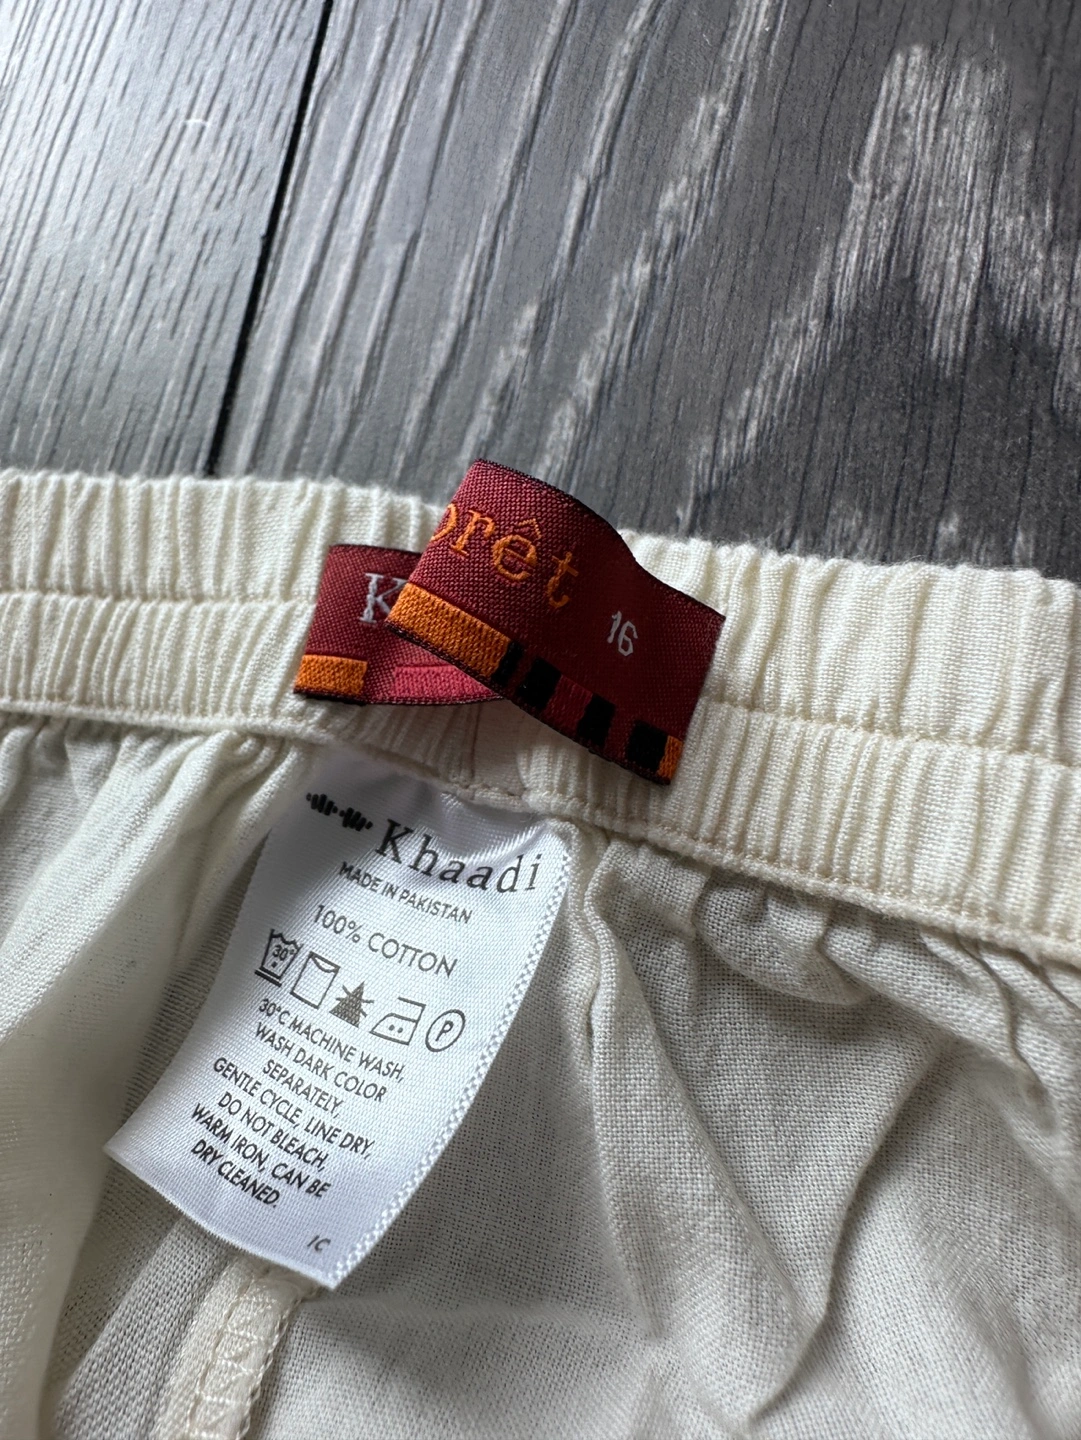 orêt
16
K
Khaadi
MADE IN PAKISTAN
100% COTTON
30°
P
30°C MACHINE WASH,
WASH DARK COLOR
SEPARATELY,
GENTLE CYCLE, LINE DRY,
DO NOT BLEACH,
WARM IRON, CAN BE
DRY CLEANED.
1C